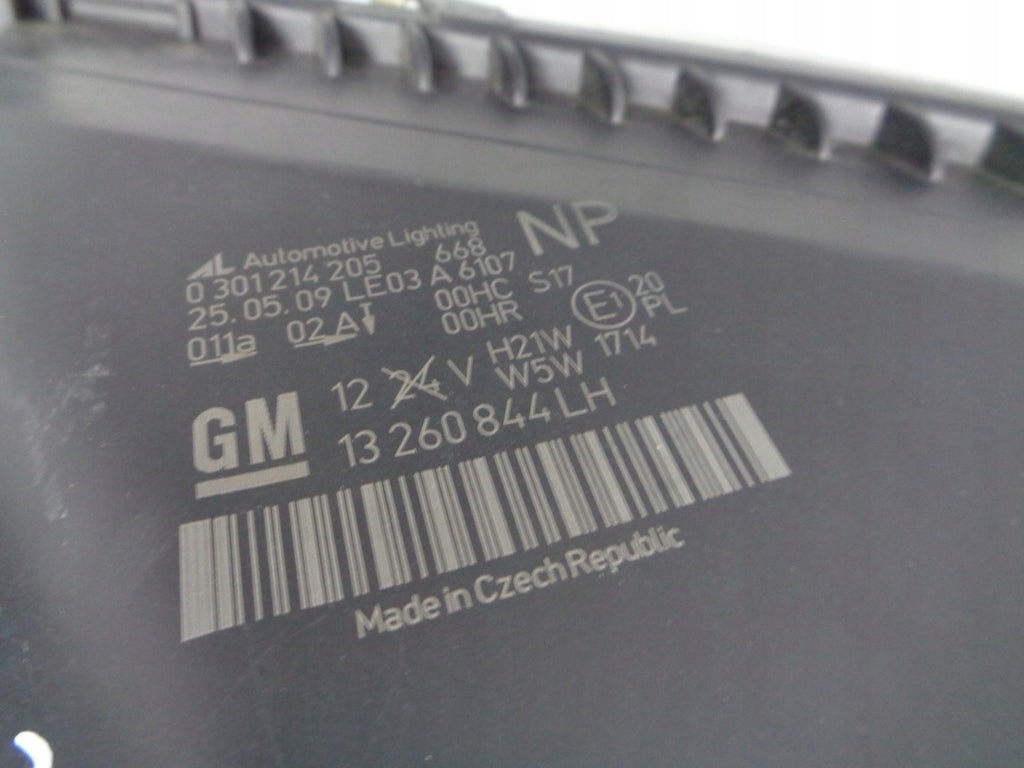 AL Automotive Lighting NP
0 301 214 205 668
25.05.09 LE03 A 6107
011a 02A 00HC S17 E1 20
00HR PL
12 24 V H21W 1714
W5W
GM 13 260 844 LH
Made in Czech Republic